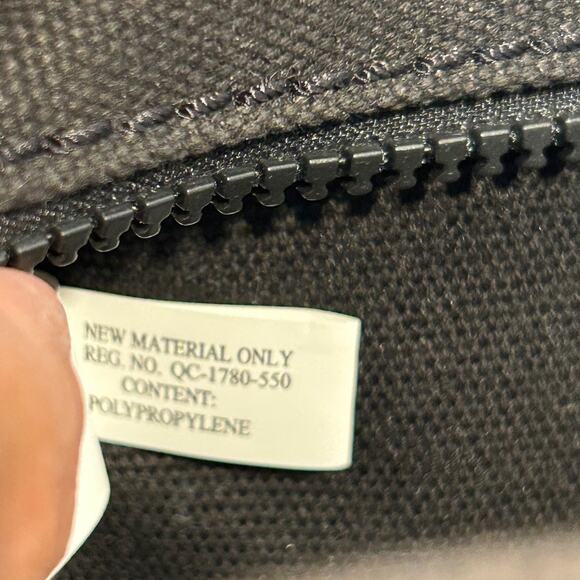 NEW MATERIAL ONLY
REG. NO. QC-1780-550
CONTENT:
POLYPROPYLENE